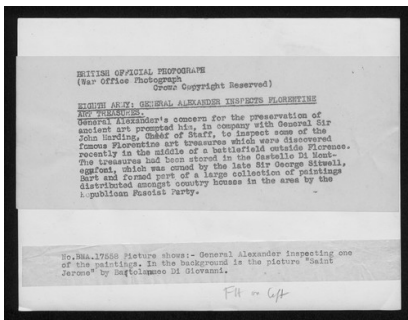 BRITISH OFFICIAL PHOTOGRAPH
(War Office Photograph
Crown Copyright Reserved)
EIGHTH ARMY: GENERAL ALEXANDER INSPECTS FLORENTINE
ART TREASURES.
General Alexander's concern for the preservation of
ancient art prompted him, in company with General Sir
John Harding, Chief of Staff, to inspect some of the
famous Florentine art treasures which were discovered
recently in the middle of a battlefield outside Florence.
The treasures had been stored in the Castello Di Mont-
egufoni, which was owned by the late Sir George Sitwell,
Bart and formed part of a large collection of paintings
distributed amongst country houses in the area by the
Republican Fascist Party.
No.BNA.17558 Picture shows:- General Alexander inspecting one
of the paintings. In the background is the picture "Saint
Jerome" by Bartolomeo Di Giovanni.